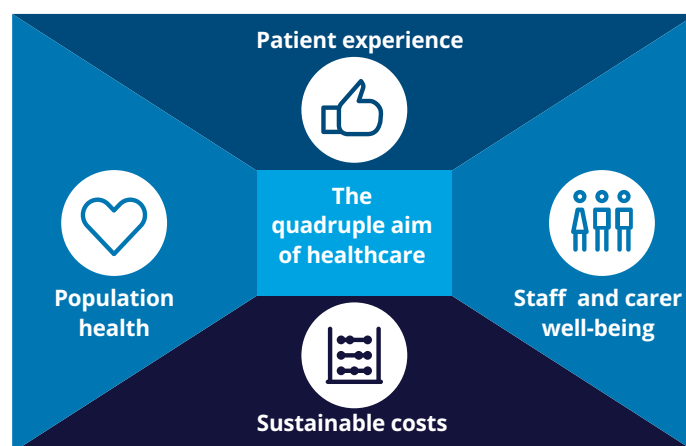 Patient experience
The
quadruple aim
of healthcare
Population
health
Staff and carer
well-being
Sustainable costs